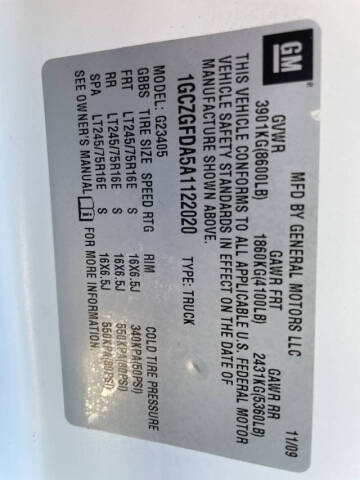 GM ®
MFD BY GENERAL MOTORS LLC 11/09
GVWR GAWR FRT GAWR RR
3901KG(8600LB) 1860KG(4100LB) 2431KG(5360LB)
THIS VEHICLE CONFORMS TO ALL APPLICABLE U.S. FEDERAL MOTOR
VEHICLE SAFETY STANDARDS IN EFFECT ON THE DATE OF
MANUFACTURE SHOWN ABOVE.
1GCZGFDA5A1122020 TYPE: TRUCK
MODEL: G23405
GBBS TIRE SIZE SPEED RTG RIM COLD TIRE PRESSURE
FRT LT245/75R16E S 16X6.5J 340KPA(50PSI)
RR LT245/75R16E S 16X6.5J 550KPA(80PSI)
SPA LT245/75R16E S 16X6.5J 550KPA(80PSI)
SEE OWNER'S MANUAL FOR MORE INFORMATION